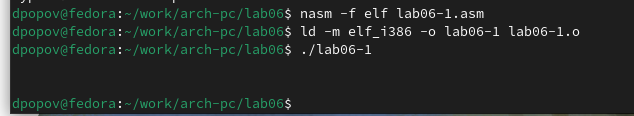 dpopov@fedora:~/work/arch-pc/lab06$ nasm -f elf lab06-1.asm
dpopov@fedora:~/work/arch-pc/lab06$ ld -m elf_i386 -o lab06-1 lab06-1.o
dpopov@fedora:~/work/arch-pc/lab06$ ./lab06-1
dpopov@fedora:~/work/arch-pc/lab06$